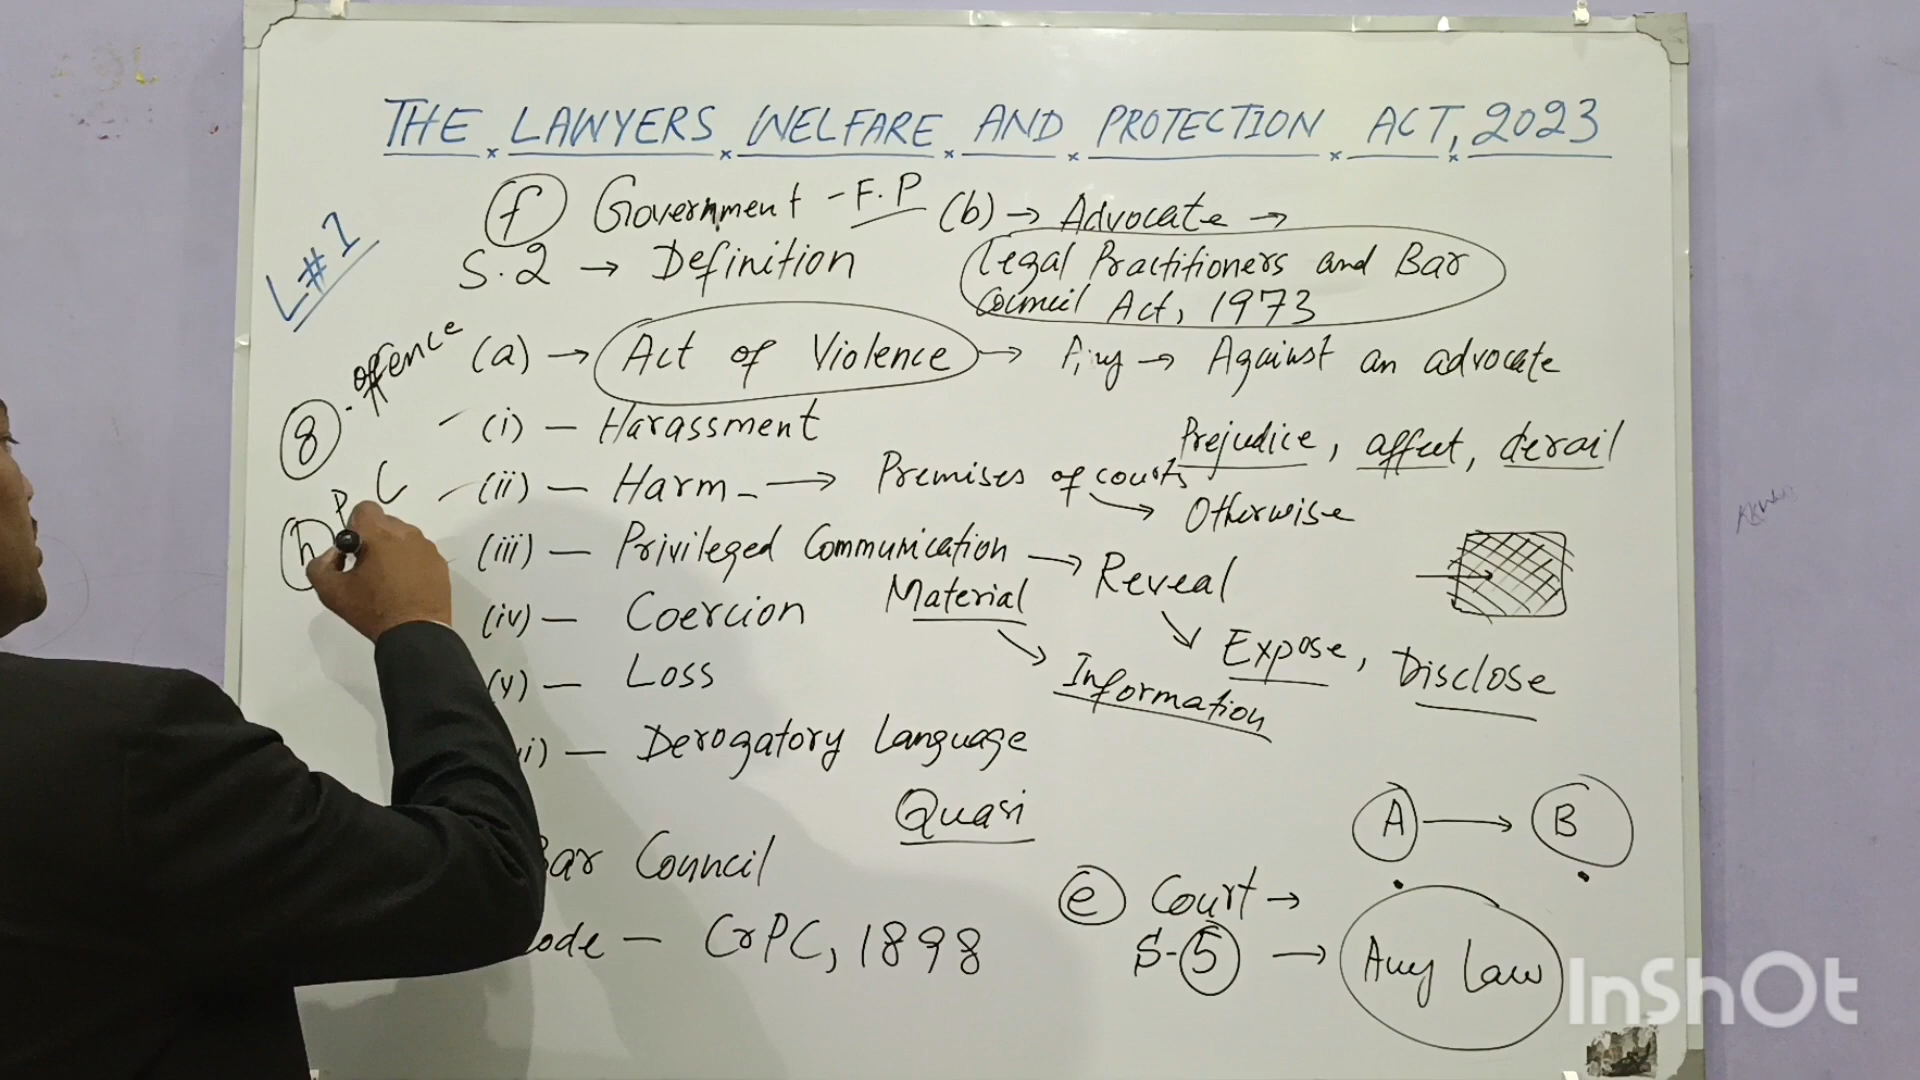 THE LAWYERS WELFARE AND PROTECTION ACT, 2023
L.#1
(f) Government - F.P
(b) → Advocate →
S.2 → Definition
Legal Practitioners and Bar
Council Act, 1973
(a) → Act of Violence → Any → Against an advocate
offence
(i) — Harassment
Prejudice, affect, derail
(ii) — Harm — → Premises of courts
→ Otherwise
(iii) — Privileged Communication → Reveal
h
P C
(iv) — Coercion
Material
→ Expose, Disclose
→ Information
(v) — Loss
i) — Derogatory Language
Quasi
A → B
Bar Council
(e) Court →
ode — CrPC, 1898
S-5 → Any Law
InShOt